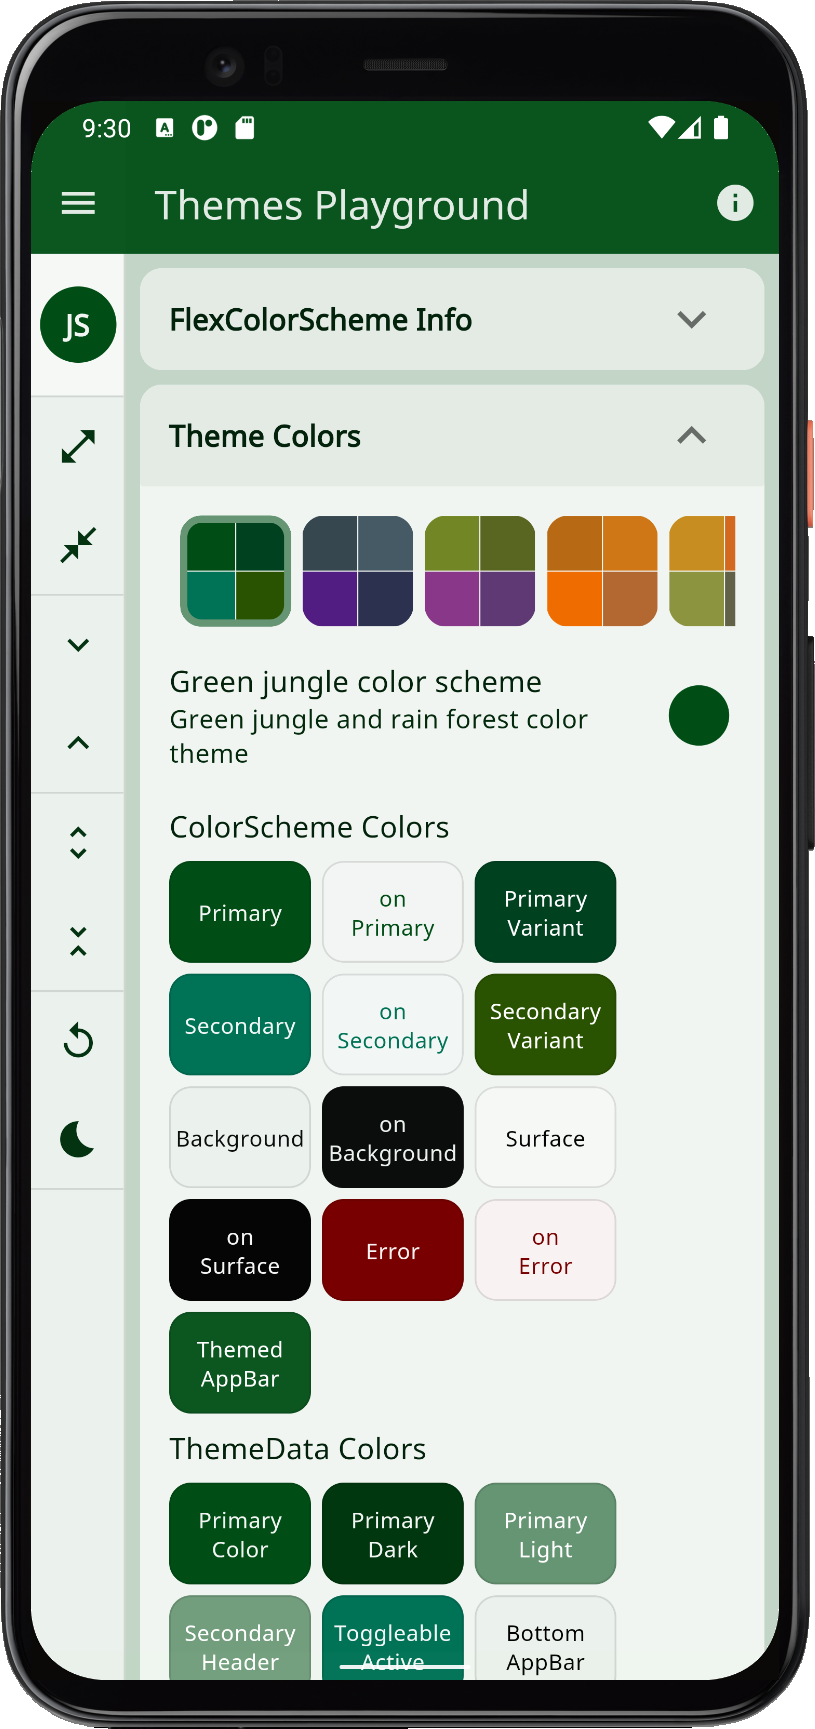 9:30
Themes Playground
JS
FlexColorScheme Info
Theme Colors
Green jungle color scheme
Green jungle and rain forest color
theme
ColorScheme Colors
Primary
on
Primary
Primary
Variant
Secondary
on
Secondary
Secondary
Variant
Background
on
Background
Surface
on
Surface
Error
on
Error
Themed
AppBar
ThemeData Colors
Primary
Color
Primary
Dark
Primary
Light
Secondary
Header
Toggleable
Active
Bottom
AppBar